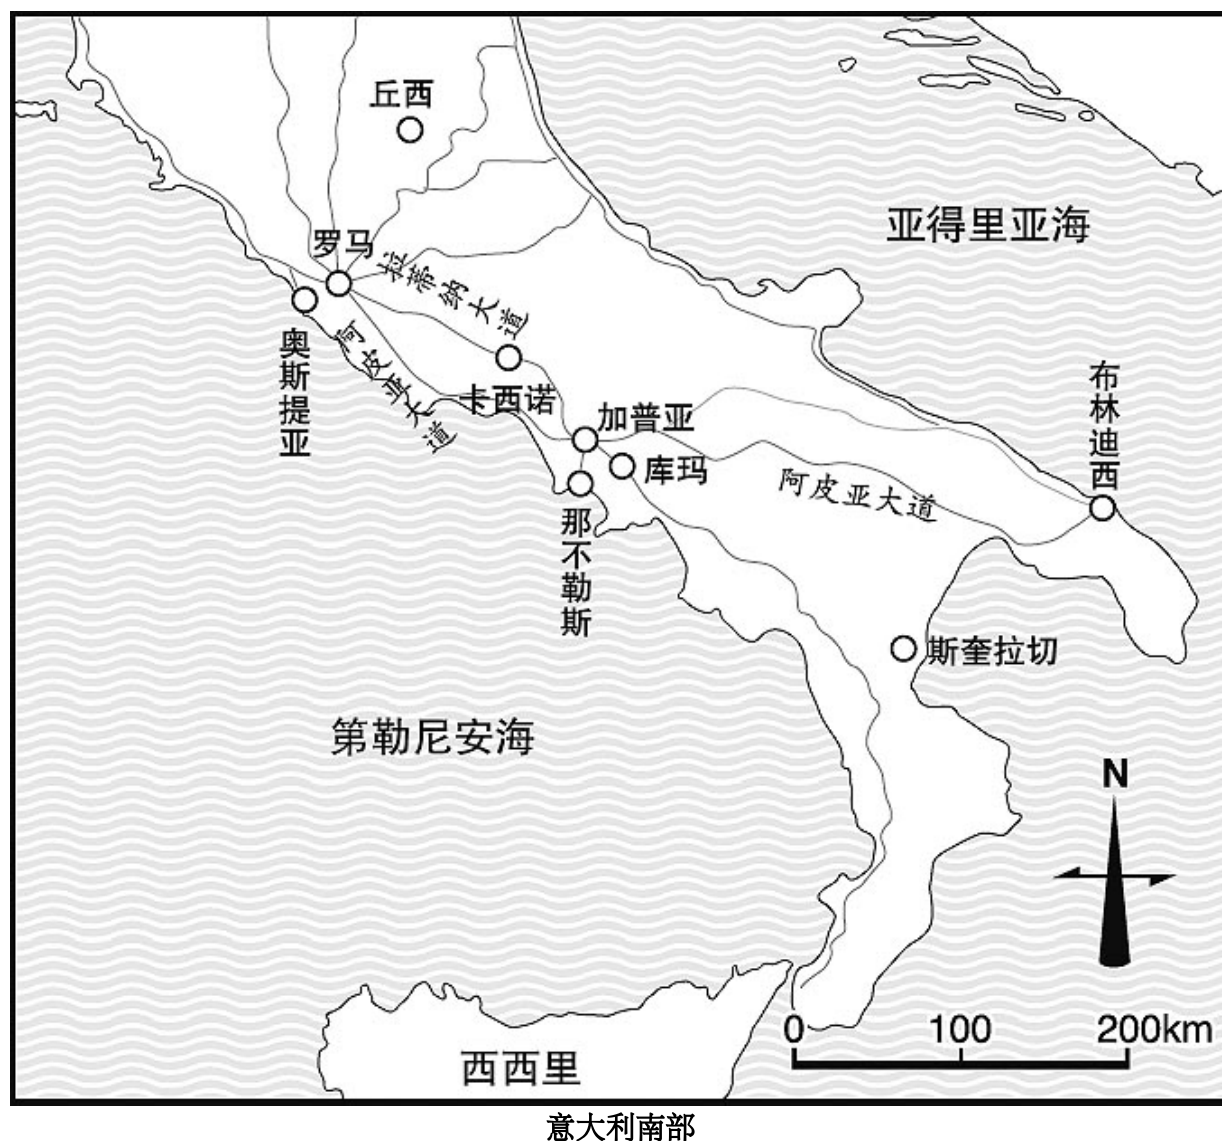 丘西
亚得里亚海
罗马
拉蒂纳大道
奥斯提亚
阿皮亚大道
卡西诺
加普亚
库玛
布林迪西
阿皮亚大道
那不勒斯
斯奎拉切
第勒尼安海
N
0 100 200km
西西里
意大利南部